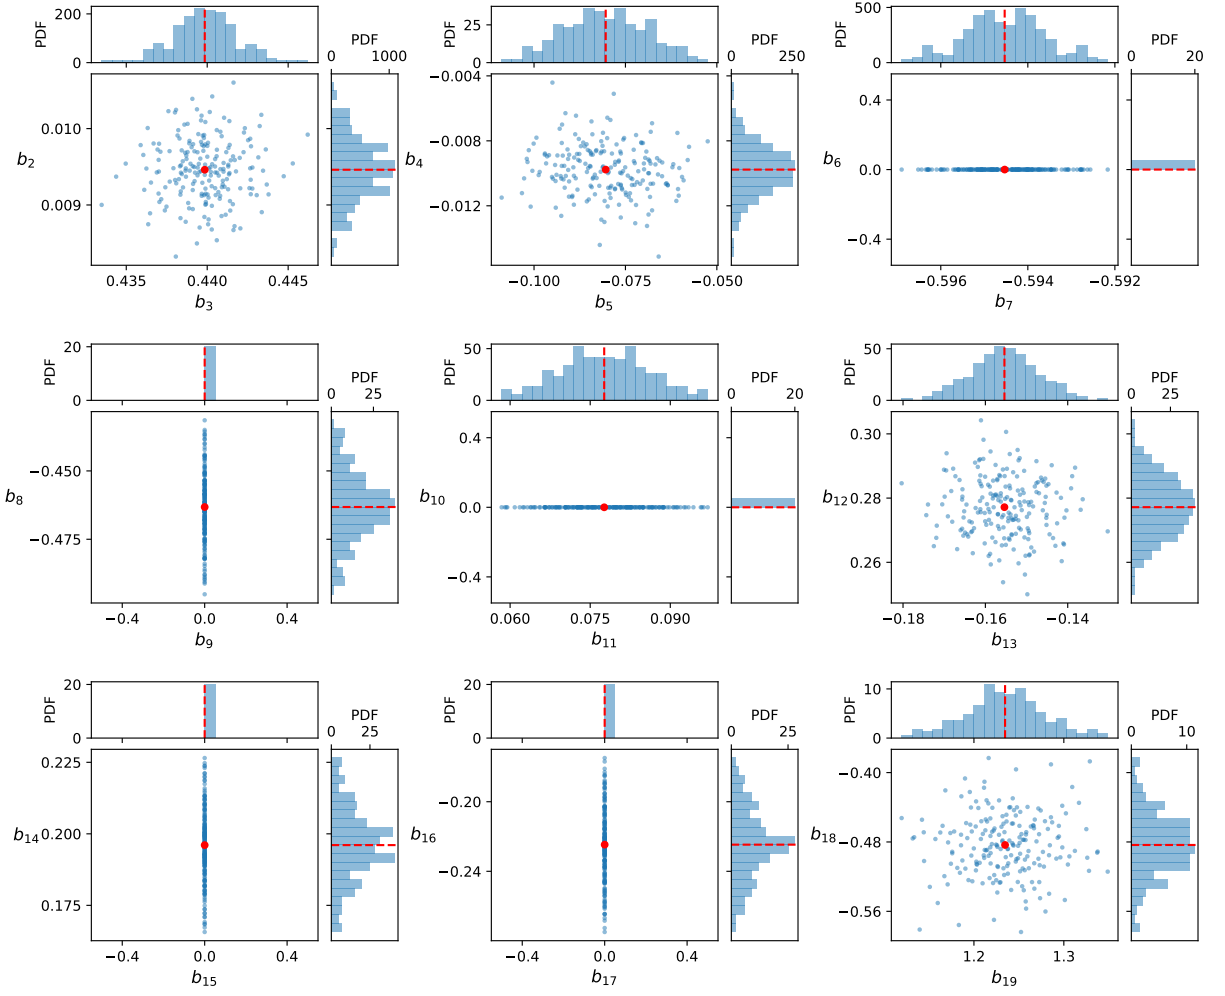 PDF
200
0
PDF
0 1000
b₂
0.010
0.009
0.435 0.440 0.445
b₃
PDF
25
0
PDF
0 250
b₄
−0.004
−0.008
−0.012
−0.100 −0.075 −0.050
b₅
PDF
500
0
PDF
0 20
b₆
0.4
0.0
−0.4
−0.596 −0.594 −0.592
b₇
PDF
20
0
PDF
0 25
b₈
−0.450
−0.475
−0.4 0.0 0.4
b₉
PDF
50
0
PDF
0 20
b₁₀
0.4
0.0
−0.4
0.060 0.075 0.090
b₁₁
PDF
50
25
0
PDF
0 25
b₁₂
0.30
0.28
0.26
−0.18 −0.16 −0.14
b₁₃
PDF
20
0
PDF
0 25
b₁₄
0.225
0.200
0.175
−0.4 0.0 0.4
b₁₅
PDF
20
0
PDF
0 25
b₁₆
−0.20
−0.24
−0.4 0.0 0.4
b₁₇
PDF
10
0
PDF
0 10
b₁₈
−0.40
−0.48
−0.56
1.2 1.3
b₁₉